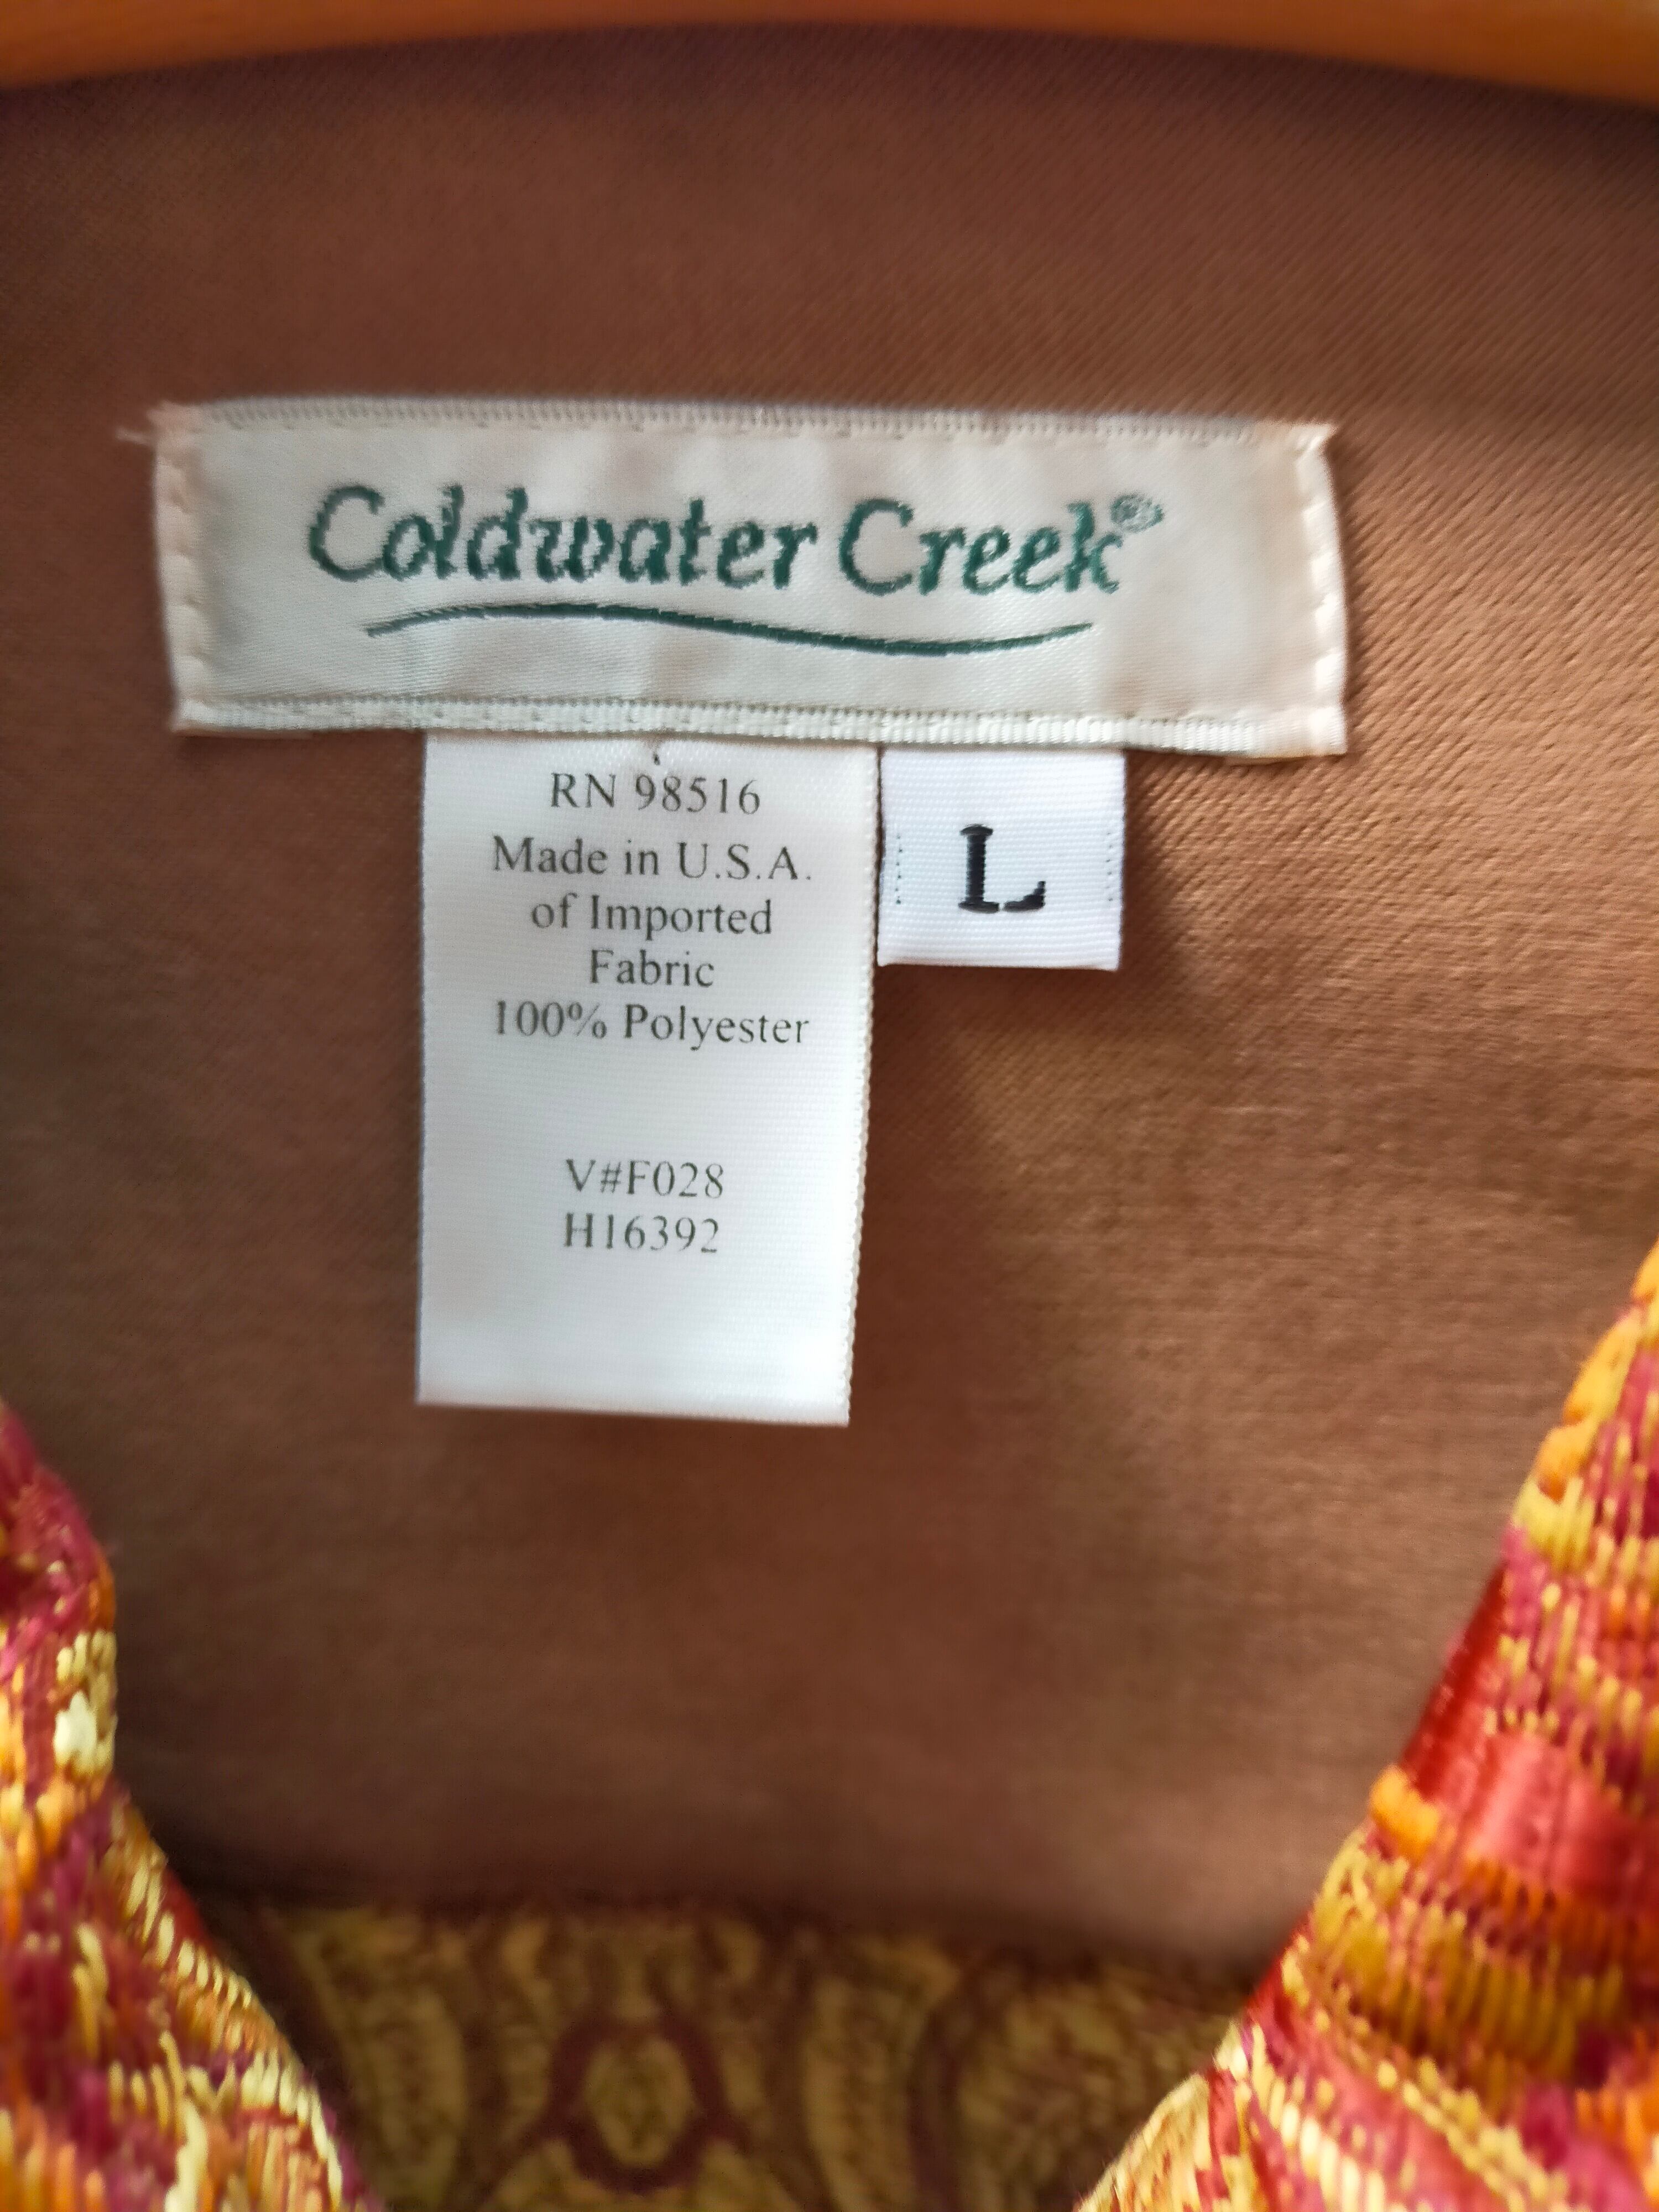 Coldwater Creek®
RN 98516
Made in U.S.A.
of Imported
Fabric
100% Polyester
L
V#F028
H16392